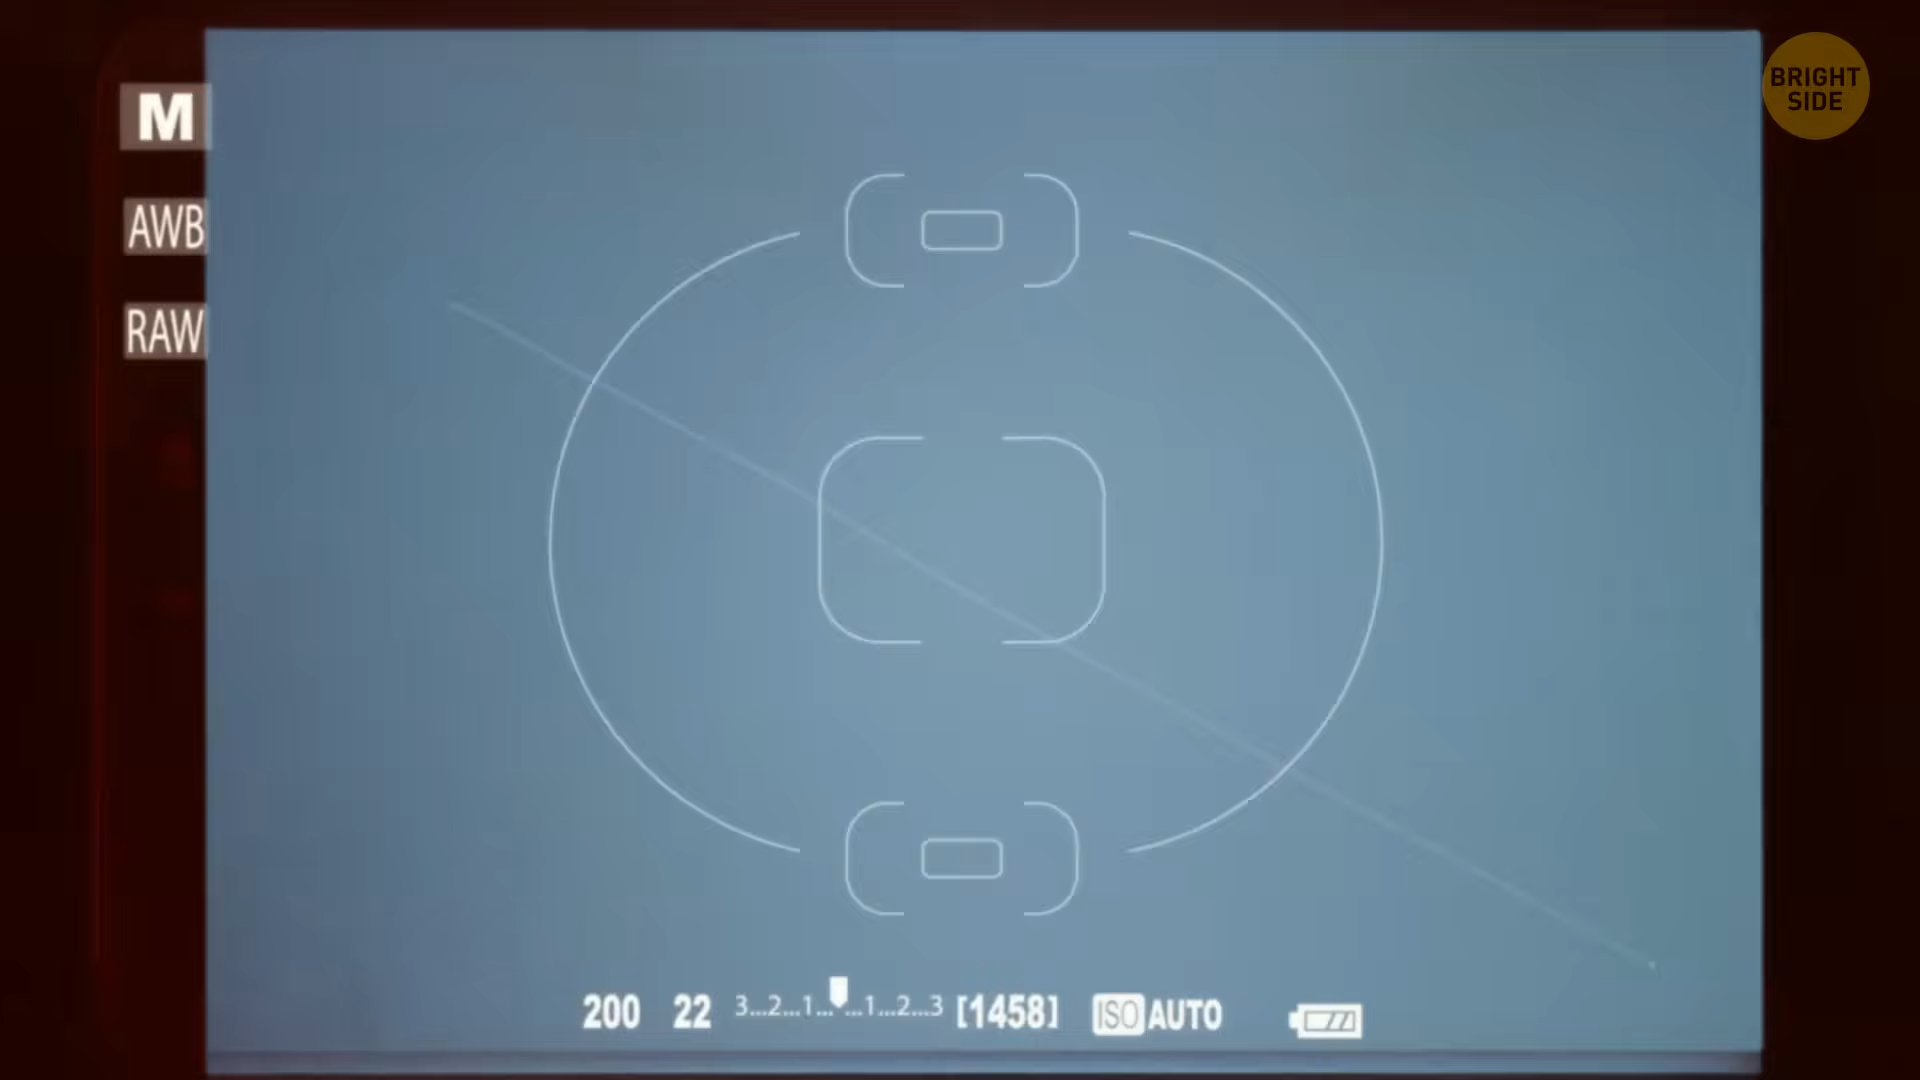 BRIGHT
SIDE
M
AWB
RAW
200 22 3...2...1......1...2...3 [1458] ISO AUTO